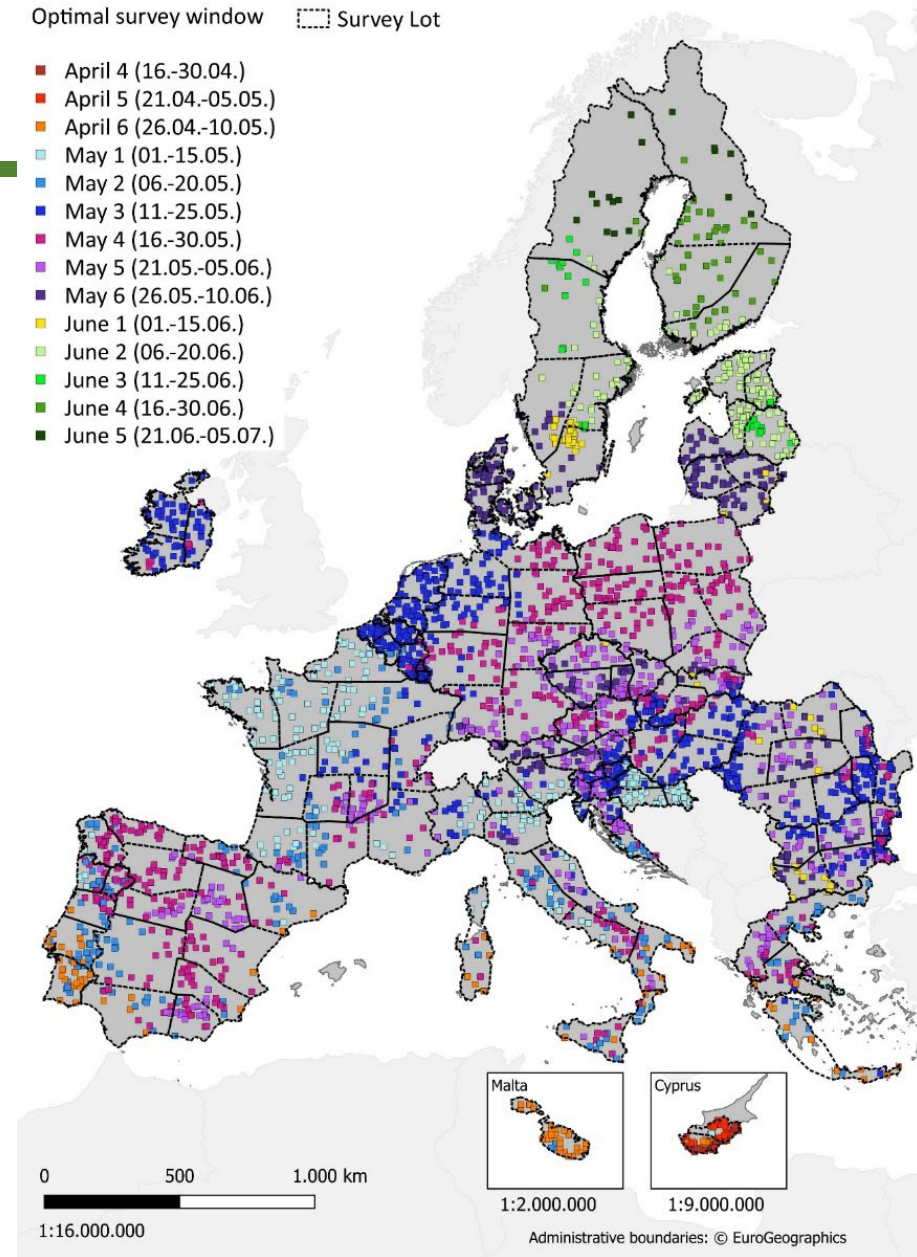 Optimal survey window
Survey Lot
April 4 (16.-30.04.)
April 5 (21.04.-05.05.)
April 6 (26.04.-10.05.)
May 1 (01.-15.05.)
May 2 (06.-20.05.)
May 3 (11.-25.05.)
May 4 (16.-30.05.)
May 5 (21.05.-05.06.)
May 6 (26.05.-10.06.)
June 1 (01.-15.06.)
June 2 (06.-20.06.)
June 3 (11.-25.06.)
June 4 (16.-30.06.)
June 5 (21.06.-05.07.)
Malta
Cyprus
0 500 1.000 km
1:16.000.000
1:2.000.000
1:9.000.000
Administrative boundaries: © EuroGeographics